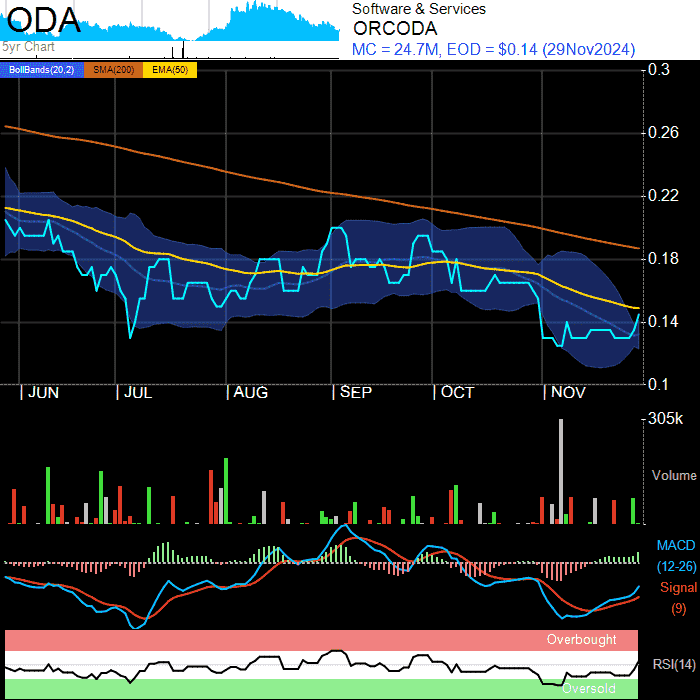 ODA
5yr Chart
Software & Services
ORCODA
MC = 24.7M, EOD = $0.14 (29Nov2024)
BollBands(20,2) SMA(200) EMA(50)
0.3
0.26
0.22
0.18
0.14
0.1
JUN JUL AUG SEP OCT NOV
305k
Volume
MACD
(12-26)
Signal
(9)
Overbought
RSI(14)
Oversold